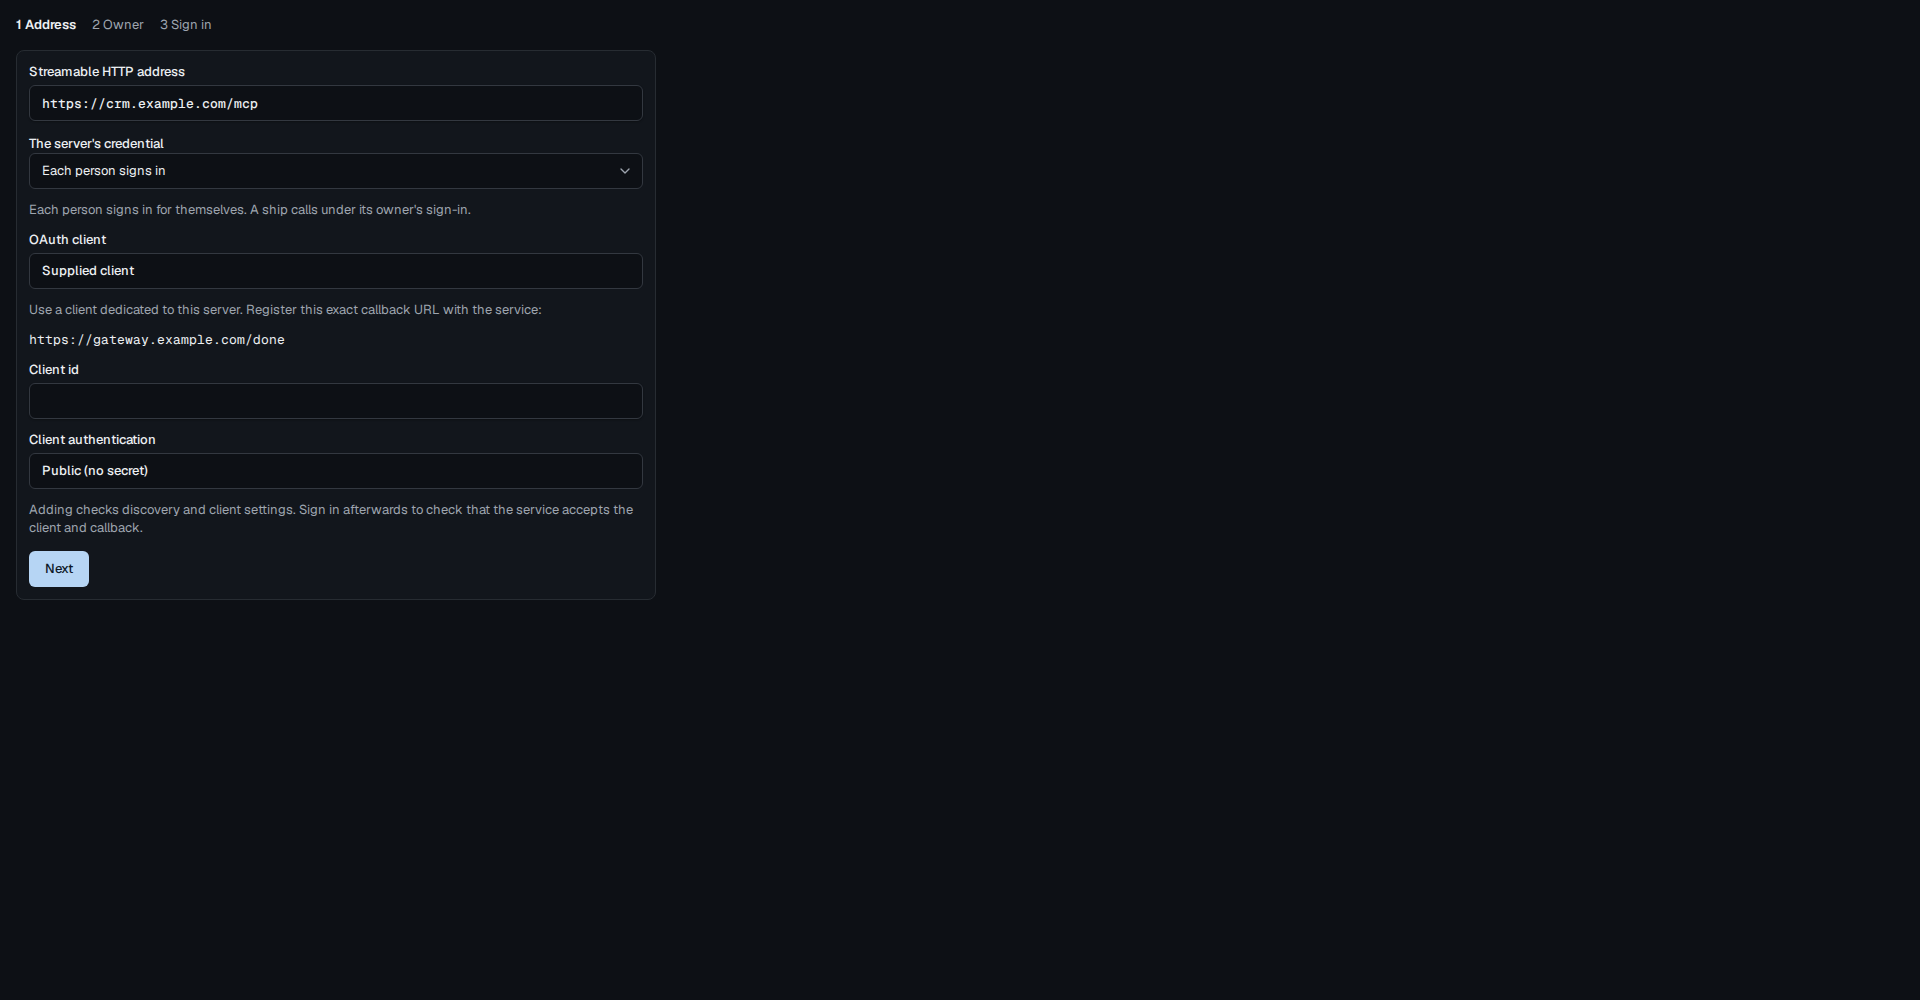 1 Address 2 Owner 3 Sign in
Streamable HTTP address
https://crm.example.com/mcp
The server's credential
Each person signs in
Each person signs in for themselves. A ship calls under its owner's sign-in.
OAuth client
Supplied client
Use a client dedicated to this server. Register this exact callback URL with the service:
https://gateway.example.com/done
Client id
Client authentication
Public (no secret)
Adding checks discovery and client settings. Sign in afterwards to check that the service accepts the
client and callback.
Next